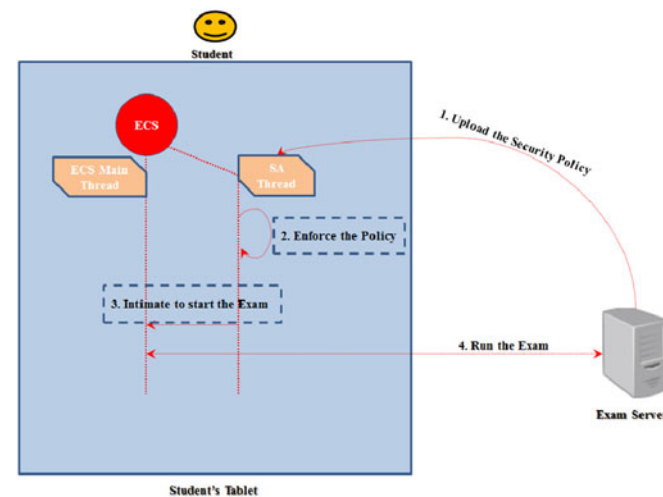 Student
ECS
ECS Main
Thread
SA
Thread
1. Upload the Security Policy
2. Enforce the Policy
3. Intimate to start the Exam
4. Run the Exam
Exam Server
Student's Tablet